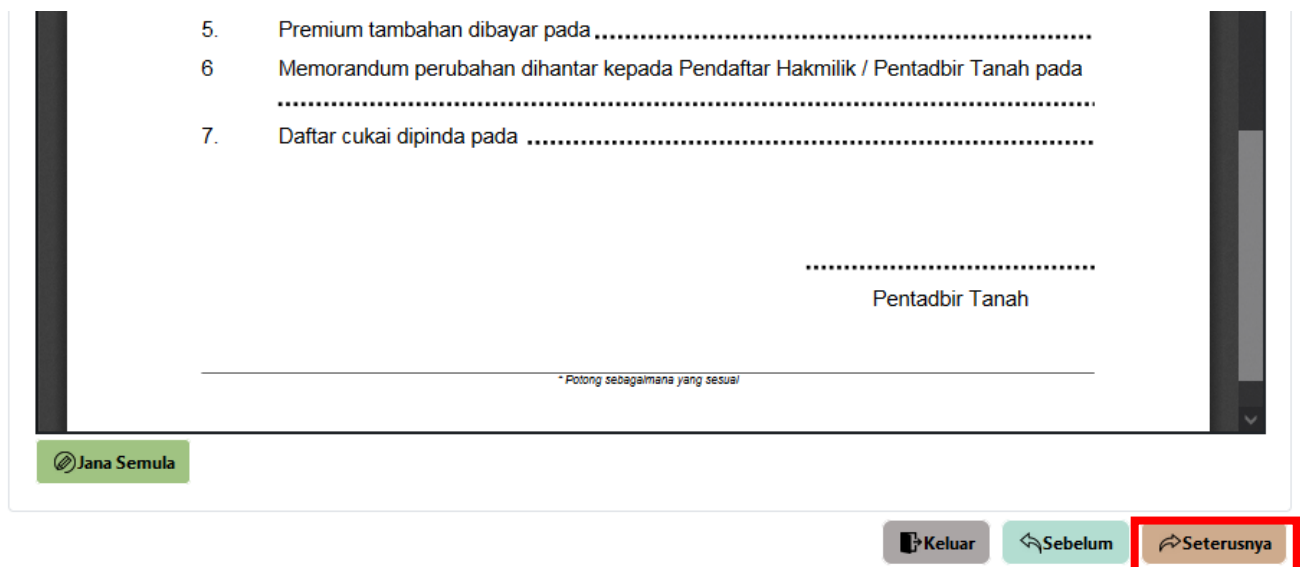 5. Premium tambahan dibayar pada ..................................................................
6 Memorandum perubahan dihantar kepada Pendaftar Hakmilik / Pentadbir Tanah pada
.............................................................................................................
7. Daftar cukai dipinda pada ...........................................................................
......................................
Pentadbir Tanah
* Potong sebagaimana yang sesuai
Jana Semula
Keluar Sebelum Seterusnya